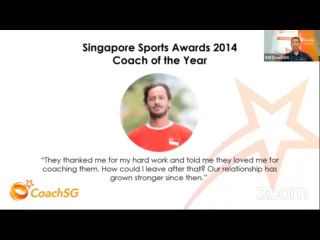 Singapore Sports Awards 2014
Coach of the Year
"They thanked me for my hard work and told me they loved me for
coaching them. How could I leave after that? Our relationship has
grown stronger since then."
CoachSG
zoom